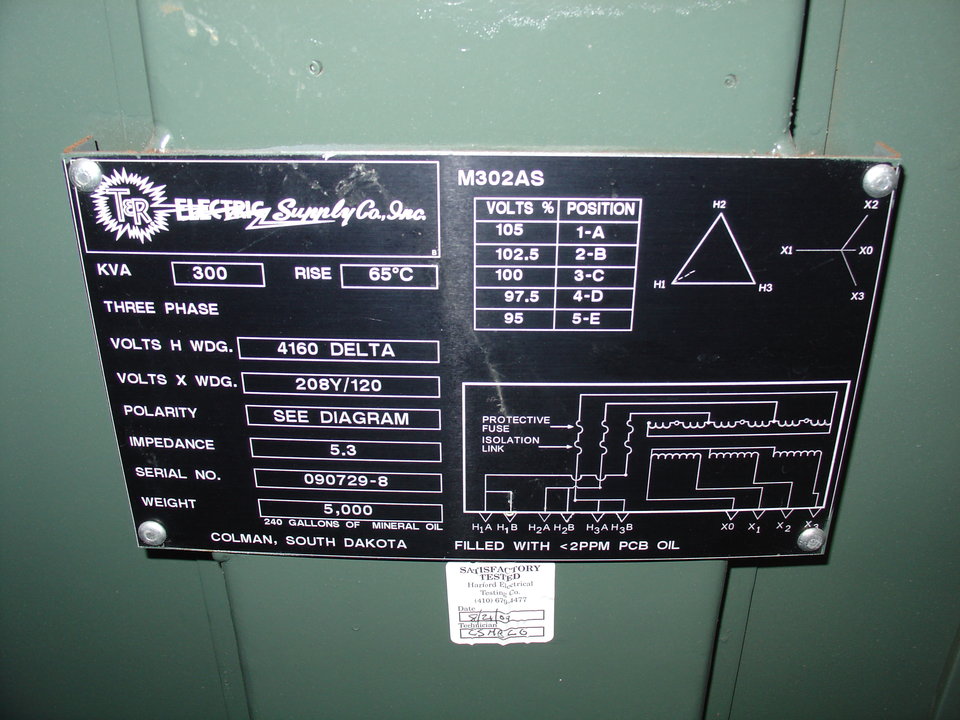 T&R ELECTRIC Supply Co., Inc.
B
KVA 300 RISE 65°C
THREE PHASE
VOLTS H WDG. 4160 DELTA
VOLTS X WDG. 208Y/120
POLARITY SEE DIAGRAM
IMPEDANCE 5.3
SERIAL NO. 090729-8
WEIGHT 5,000
240 GALLONS OF MINERAL OIL
COLMAN, SOUTH DAKOTA
M302AS
VOLTS % POSITION
105 1-A
102.5 2-B
100 3-C
97.5 4-D
95 5-E
H2
H1 H3
X2
X1 X0
X3
PROTECTIVE
FUSE
ISOLATION
LINK
H1A H1B H2A H2B H3A H3B X0 X1 X2 X3
FILLED WITH <2PPM PCB OIL
SATISFACTORY
TESTED
Harford Electrical
Testing Co.
Date
Technician